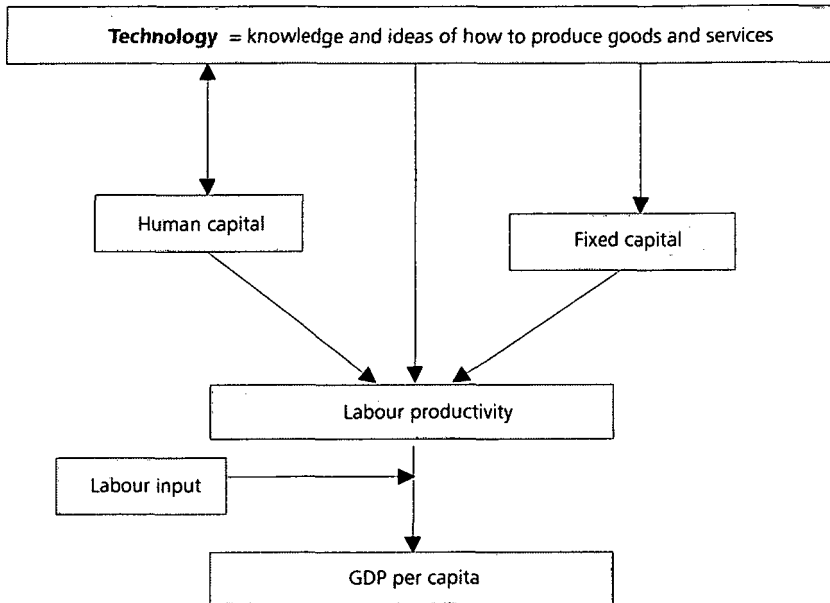 Technology = knowledge and ideas of how to produce goods and services
Human capital
Fixed capital
Labour productivity
Labour input
GDP per capita